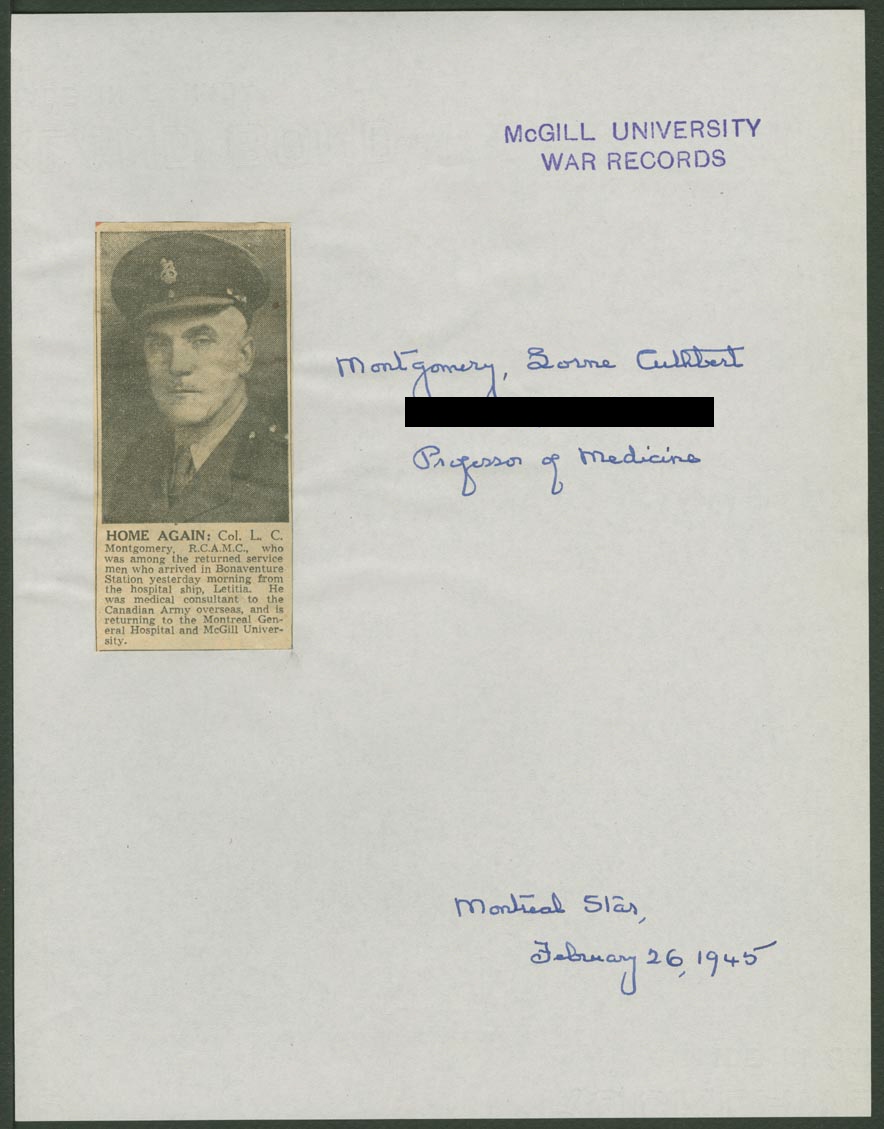 McGILL UNIVERSITY
WAR RECORDS
Montgomery, Lorne Cuthbert
Professor of Medicine
HOME AGAIN: Col. L. C.
Montgomery, R.C.A.M.C., who
was among the returned service
men who arrived in Bonaventure
Station yesterday morning from
the hospital ship, Letitia. He
was medical consultant to the
Canadian Army overseas, and is
returning to the Montreal Gen-
eral Hospital and McGill Univer-
sity.
Montreal Star,
February 26, 1945